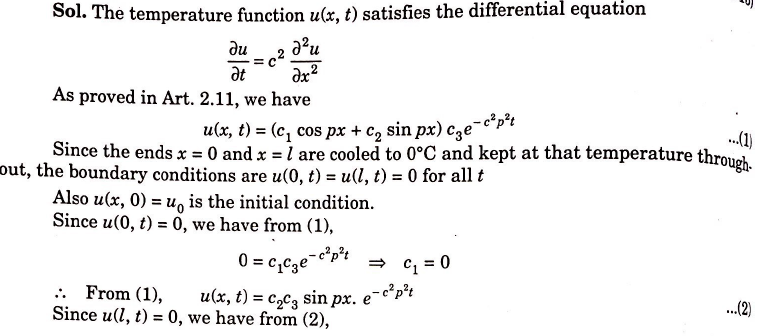 Sol. The temperature function u(x, t) satisfies the differential equation
∂u/∂t = c² ∂²u/∂x²
As proved in Art. 2.11, we have
u(x, t) = (c₁ cos px + c₂ sin px) c₃e^(–c²p²t) ...(1)
Since the ends x = 0 and x = l are cooled to 0°C and kept at that temperature through-
out, the boundary conditions are u(0, t) = u(l, t) = 0 for all t
Also u(x, 0) = u₀ is the initial condition.
Since u(0, t) = 0, we have from (1),
0 = c₁c₃e^(–c²p²t) ⇒ c₁ = 0
∴ From (1), u(x, t) = c₂c₃ sin px. e^(–c²p²t) ...(2)
Since u(l, t) = 0, we have from (2),